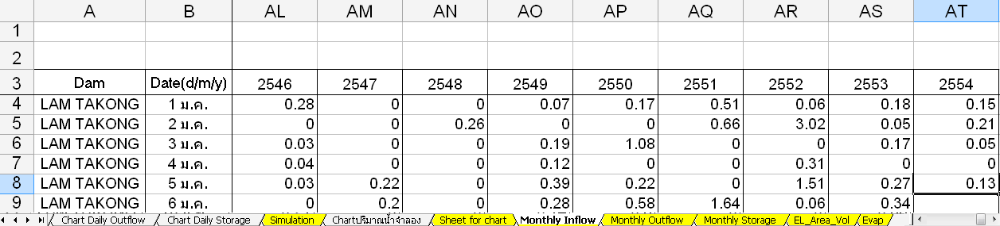 A B AL AM AN AO AP AQ AR AS AT
1
2
3 Dam Date(d/m/y) 2546 2547 2548 2549 2550 2551 2552 2553 2554
4 LAM TAKONG 1 ม.ค. 0.28 0 0 0.07 0.17 0.51 0.06 0.18 0.15
5 LAM TAKONG 2 ม.ค. 0 0 0.26 0 0 0.66 3.02 0.05 0.21
6 LAM TAKONG 3 ม.ค. 0.03 0 0 0.19 1.08 0 0 0.17 0.05
7 LAM TAKONG 4 ม.ค. 0.04 0 0 0.12 0 0 0.31 0 0
8 LAM TAKONG 5 ม.ค. 0.03 0.22 0 0.39 0.22 0 1.51 0.27 0.13
9 LAM TAKONG 6 ม.ค. 0 0.2 0 0.28 0.58 1.64 0.06 0.34
Chart Daily Outflow Chart Daily Storage Simulation Chartปริมาณน้ำจำลอง Sheet for chart Monthly Inflow Monthly Outflow Monthly Storage EL_Area_Vol Evap